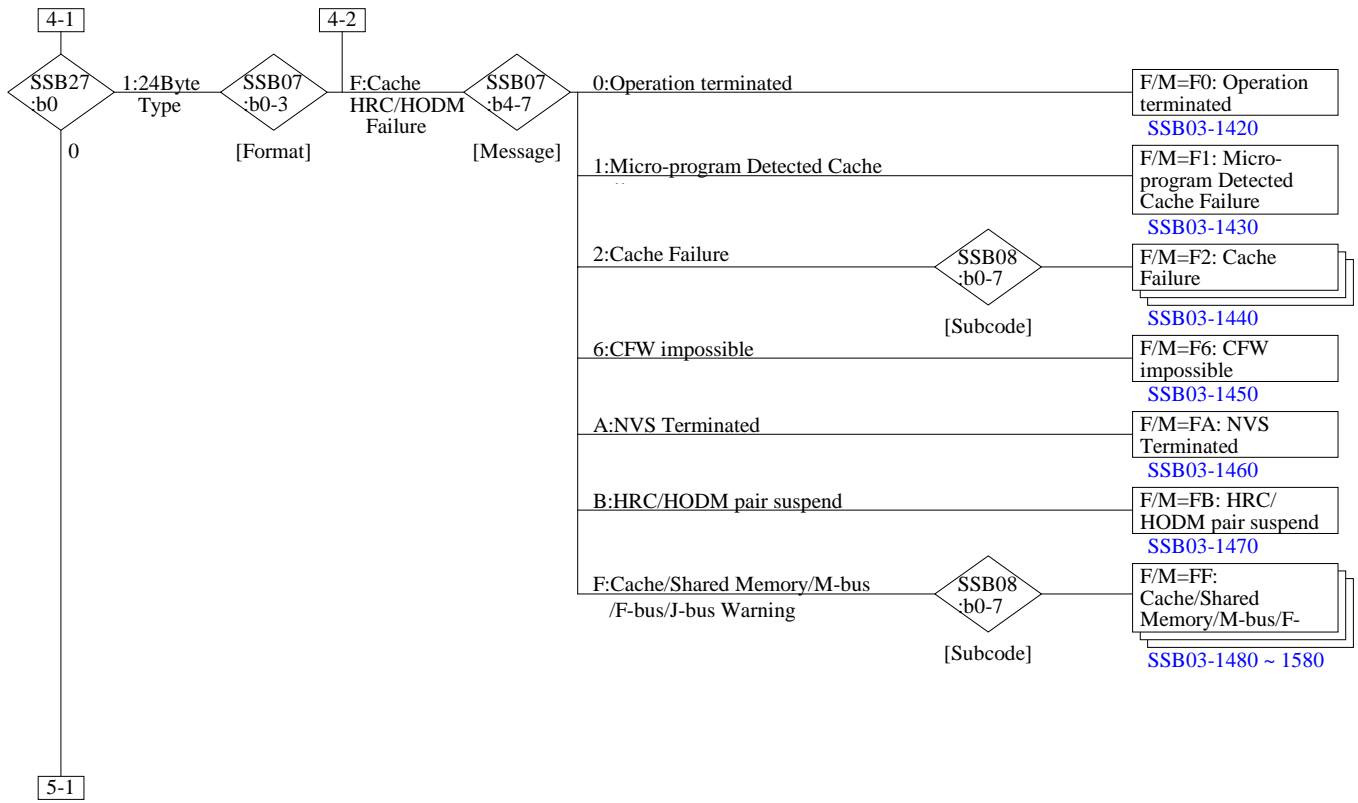 4-1
4-2
SSB27
:b0
1:24Byte
Type
0
SSB07
:b0-3
[Format]
F:Cache
HRC/HODM
Failure
SSB07
:b4-7
[Message]
0:Operation terminated
F/M=F0: Operation
terminated
SSB03-1420
1:Micro-program Detected Cache
F/M=F1: Micro-
program Detected
Cache Failure
SSB03-1430
2:Cache Failure
SSB08
:b0-7
[Subcode]
F/M=F2: Cache
Failure
SSB03-1440
6:CFW impossible
F/M=F6: CFW
impossible
SSB03-1450
A:NVS Terminated
F/M=FA: NVS
Terminated
SSB03-1460
B:HRC/HODM pair suspend
F/M=FB: HRC/
HODM pair suspend
SSB03-1470
F:Cache/Shared Memory/M-bus
/F-bus/J-bus Warning
SSB08
:b0-7
[Subcode]
F/M=FF:
Cache/Shared
Memory/M-bus/F-
SSB03-1480 ~ 1580
5-1